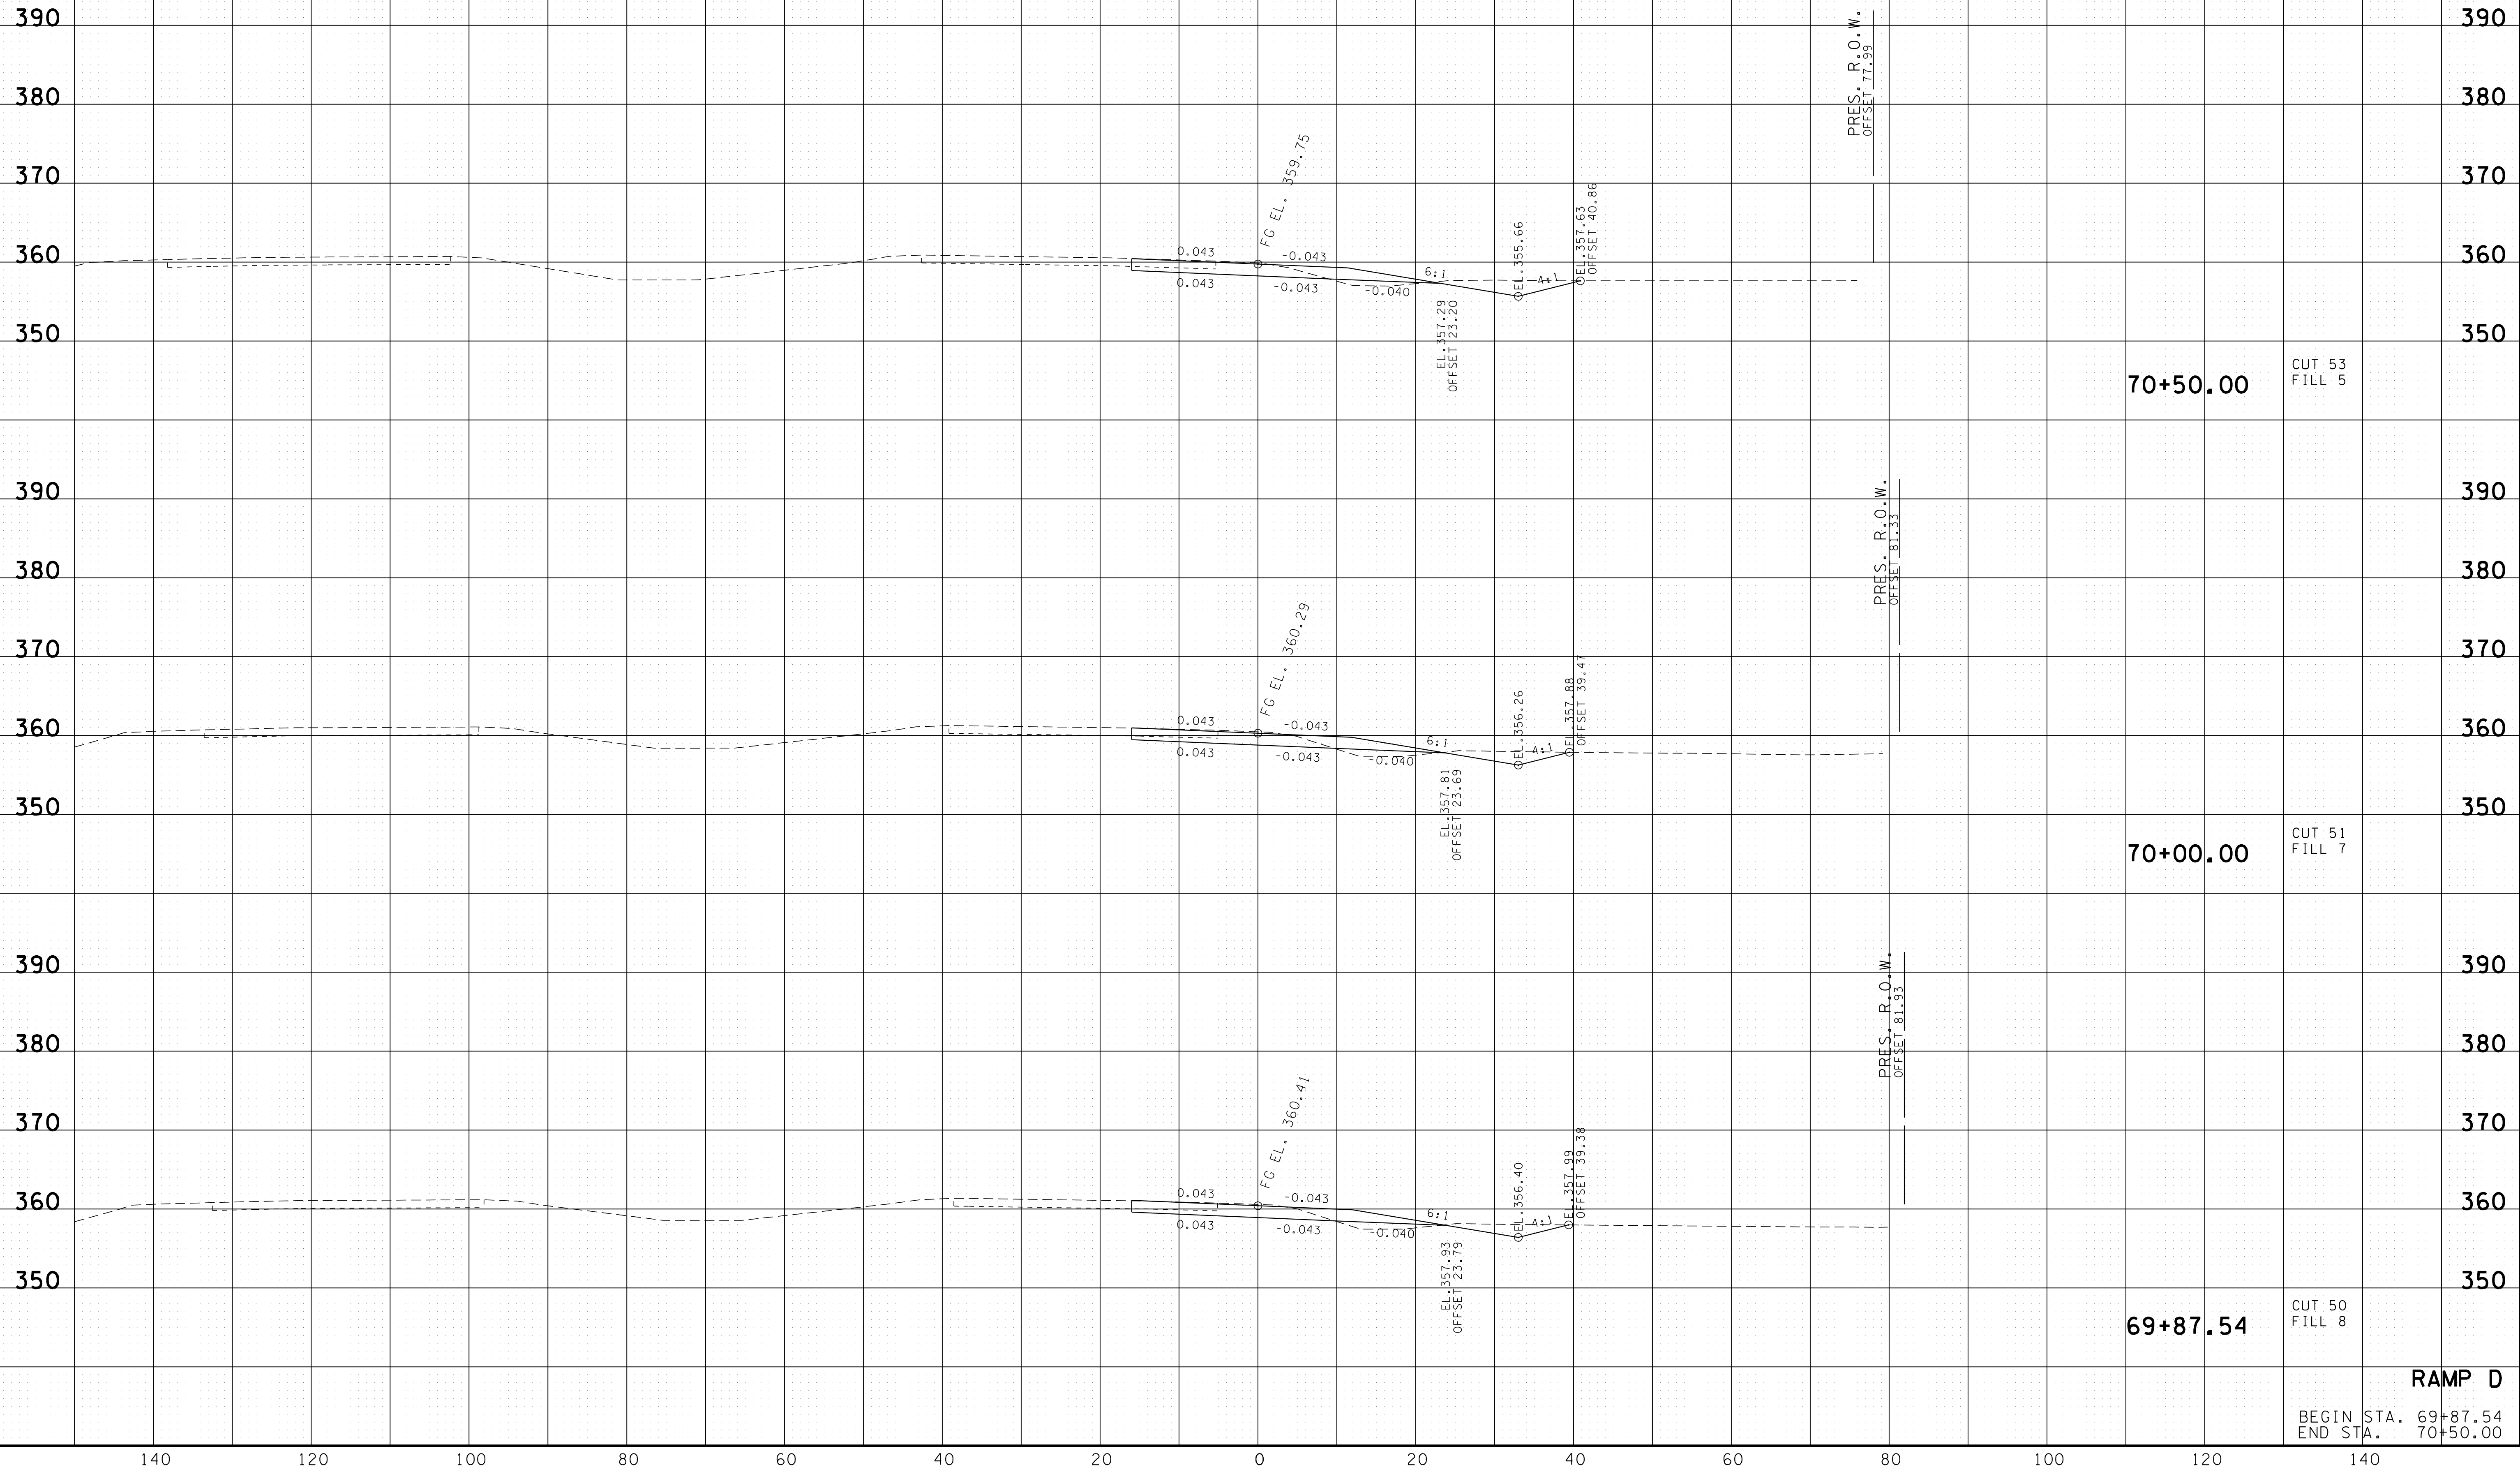 390 390
PRES. R.O.W.
OFFSET 77.99
380 380
FG EL. 359.75
370 370
EL.355.66
EL.357.63
OFFSET 40.86
360 0.043 -0.043 360
6:1 4:1
0.043 -0.043 -0.040
EL.357.29
OFFSET 23.20
350 350
70+50.00
CUT 53
FILL 5
390 390
PRES. R.O.W.
OFFSET 81.33
380 380
FG EL. 360.29
370 370
EL.356.26
EL.357.88
OFFSET 39.47
360 0.043 -0.043 360
6:1 4:1
0.043 -0.043 -0.040
EL.357.81
OFFSET 23.69
350 350
70+00.00
CUT 51
FILL 7
390 390
PRES. R.O.W.
OFFSET 81.93
380 380
FG EL. 360.41
370 370
EL.356.40
EL.357.99
OFFSET 39.38
360 0.043 -0.043 360
6:1 4:1
0.043 -0.043 -0.040
EL.357.93
OFFSET 23.79
350 350
69+87.54
CUT 50
FILL 8
RAMP D
BEGIN STA. 69+87.54
END STA. 70+50.00
140 120 100 80 60 40 20 0 20 40 60 80 100 120 140